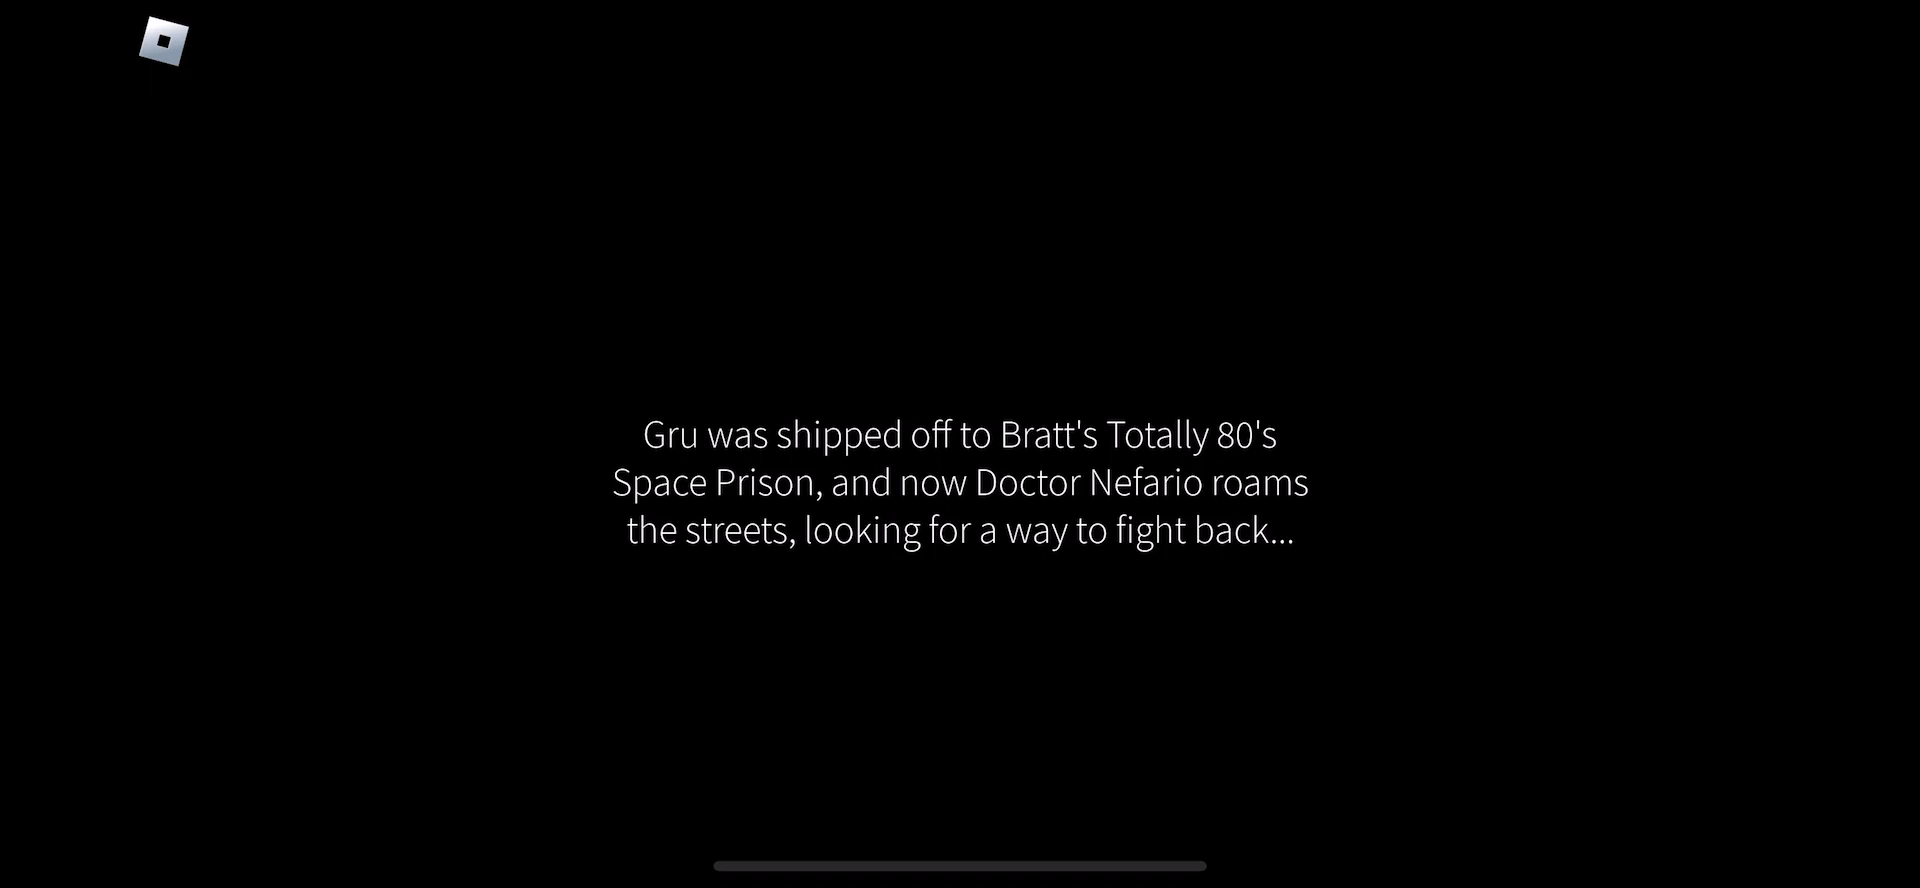 Gru was shipped off to Bratt's Totally 80's
Space Prison, and now Doctor Nefario roams
the streets, looking for a way to fight back...